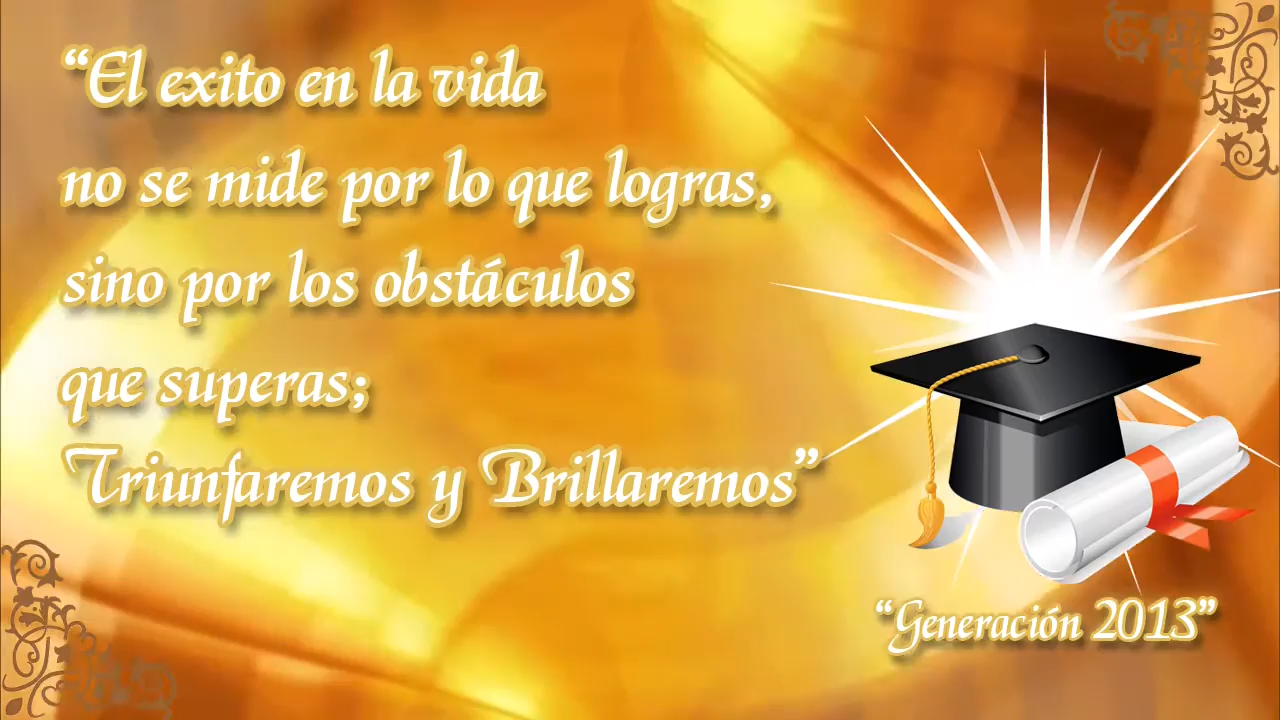 “El exito en la vida
no se mide por lo que logras,
sino por los obstáculos
que superas;
Triunfaremos y Brillaremos”
“Generación 2013”